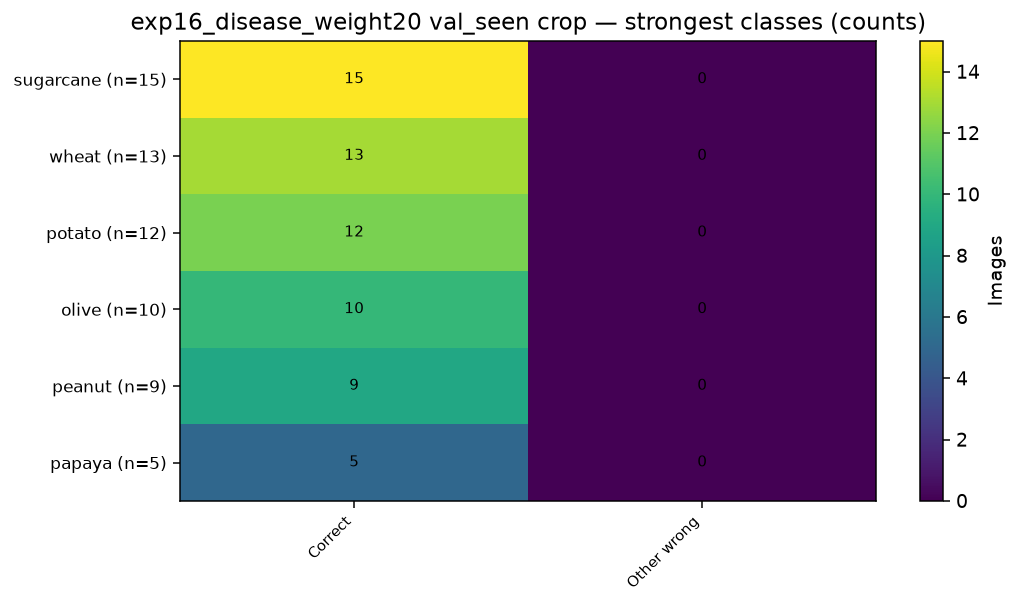 exp16_disease_weight20 val_seen crop — strongest classes (counts)
sugarcane (n=15) 15 0
wheat (n=13) 13 0
potato (n=12) 12 0
olive (n=10) 10 0
peanut (n=9) 9 0
papaya (n=5) 5 0
Correct
Other wrong
14
12
10
8
6
4
2
0
Images